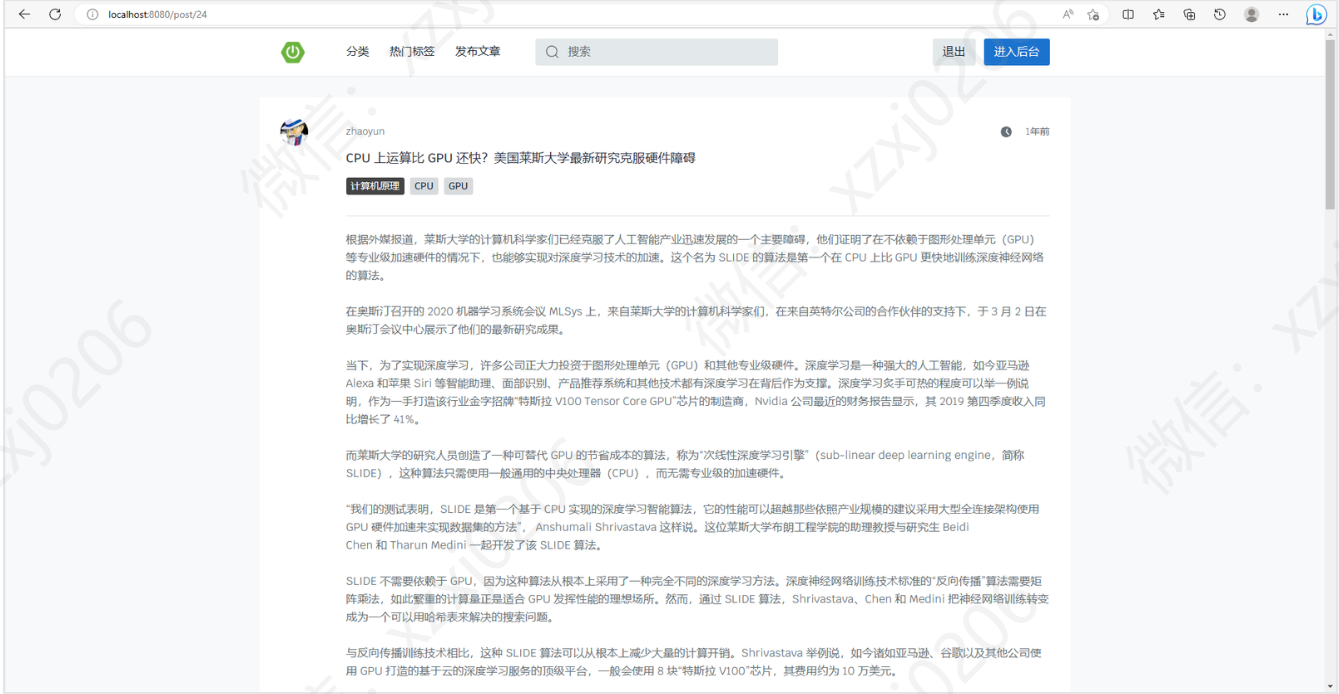 localhost:8080/post/24
分类 热门标签 发布文章 搜索 退出 进入后台
zhaoyun 1年前
CPU 上运算比 GPU 还快？美国莱斯大学最新研究克服硬件障碍
计算机原理 CPU GPU
根据外媒报道，莱斯大学的计算机科学家们已经克服了人工智能产业迅速发展的一个主要障碍，他们证明了在不依赖于图形处理单元（GPU）
等专业级加速硬件的情况下，也能够实现对深度学习技术的加速。这个名为 SLIDE 的算法是第一个在 CPU 上比 GPU 更快地训练深度神经网络
的算法。
在奥斯汀召开的 2020 机器学习系统会议 MLSys 上，来自莱斯大学的计算机科学家们，在来自英特尔公司的合作伙伴的支持下，于 3 月 2 日在
奥斯汀会议中心展示了他们的最新研究成果。
当下，为了实现深度学习，许多公司正大力投资于图形处理单元（GPU）和其他专业级硬件。深度学习是一种强大的人工智能，如今亚马逊
Alexa 和苹果 Siri 等智能助理、面部识别、产品推荐系统和其他技术都有深度学习在背后作为支撑。深度学习炙手可热的程度可以举一例说
明，作为一手打造该行业金字招牌“特斯拉 V100 Tensor Core GPU”芯片的制造商，Nvidia 公司最近的财务报告显示，其 2019 第四季度收入同
比增长了 41%。
而莱斯大学的研究人员创造了一种可替代 GPU 的节省成本的算法，称为“次线性深度学习引擎”（sub-linear deep learning engine，简称
SLIDE），这种算法只需使用一般通用的中央处理器（CPU），而无需专业级的加速硬件。
“我们的测试表明，SLIDE 是第一个基于 CPU 实现的深度学习智能算法，它的性能可以超越那些依照产业规模的建议采用大型全连接架构使用
GPU 硬件加速来实现数据集的方法”， Anshumali Shrivastava 这样说。这位莱斯大学布朗工程学院的助理教授与研究生 Beidi
Chen 和 Tharun Medini 一起开发了该 SLIDE 算法。
SLIDE 不需要依赖于 GPU，因为这种算法从根本上采用了一种完全不同的深度学习方法。深度神经网络训练技术标准的“反向传播”算法需要矩
阵乘法，如此繁重的计算量正是适合 GPU 发挥性能的理想场所。然而，通过 SLIDE 算法，Shrivastava、Chen 和 Medini 把神经网络训练转变
成为一个可以用哈希表来解决的搜索问题。
与反向传播训练技术相比，这种 SLIDE 算法可以从根本上减少大量的计算开销。Shrivastava 举例说，如今诸如亚马逊、谷歌以及其他公司使
用 GPU 打造的基于云的深度学习服务的顶级平台，一般会使用 8 块“特斯拉 V100”芯片，其费用约为 10 万美元。
微信：xzxj0206